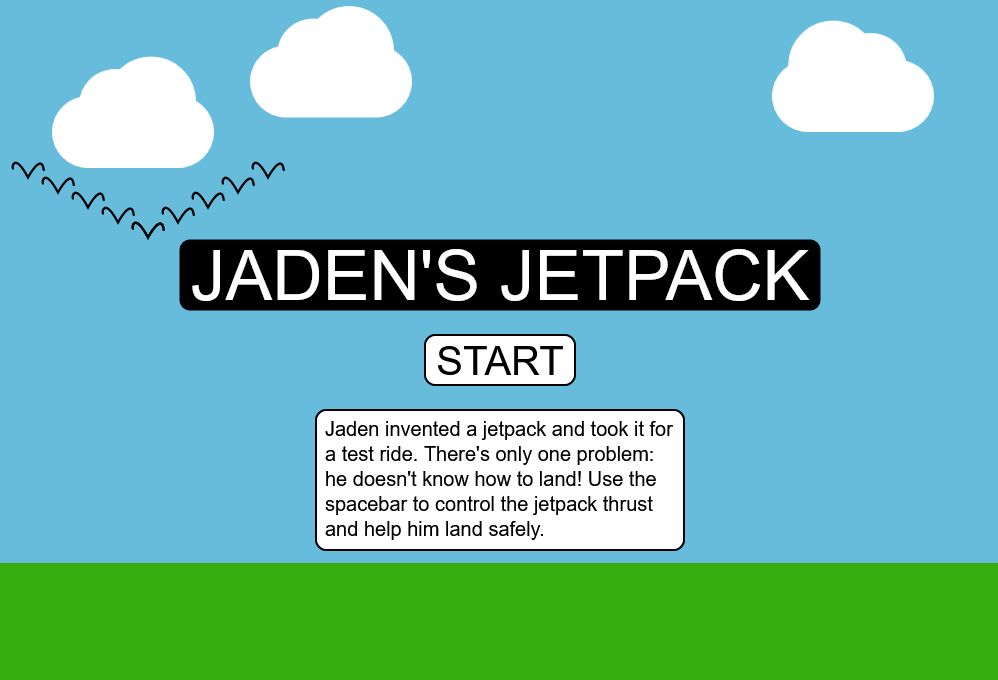 JADEN'S JETPACK
START
Jaden invented a jetpack and took it for
a test ride. There's only one problem:
he doesn't know how to land! Use the
spacebar to control the jetpack thrust
and help him land safely.